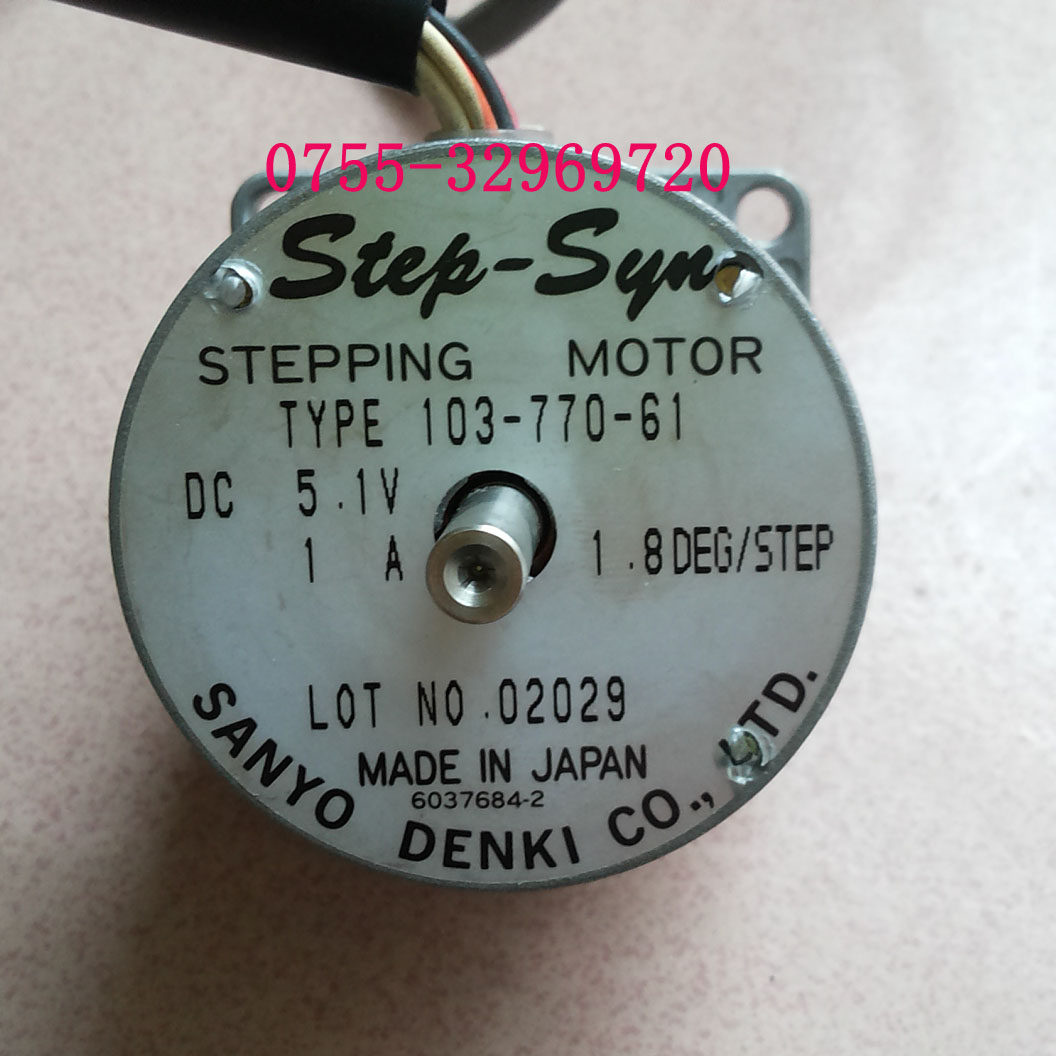 0755-32969720
Step-Syn
STEPPING MOTOR
TYPE 103-770-61
DC 5.1V
1 A 1.8DEG/STEP
LOT NO.02029
MADE IN JAPAN
6037684-2
SANYO DENKI CO., LTD.